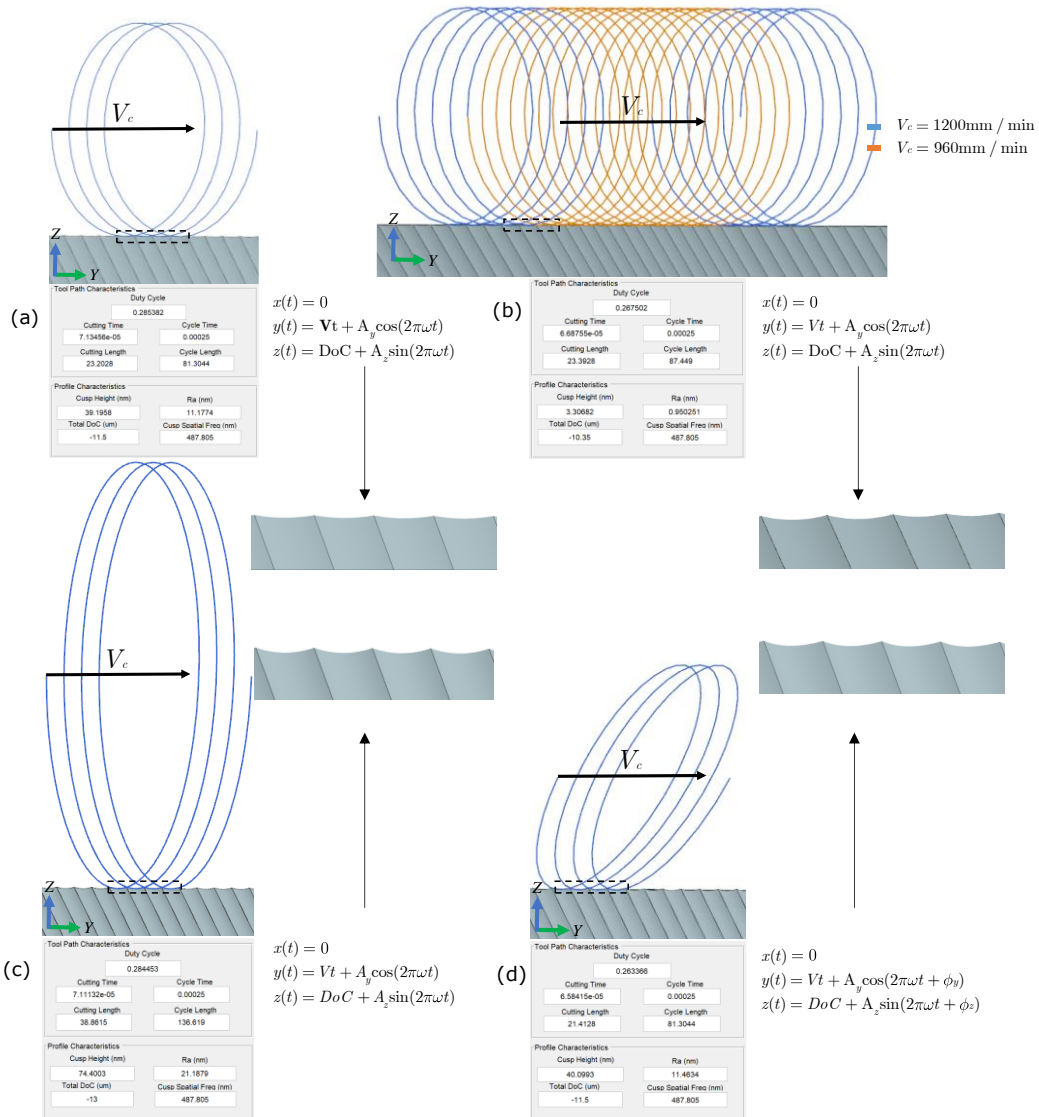 V_c
Z
Y
(a)
Tool Path Characteristics
Duty Cycle
0.285382
Cutting Time Cycle Time
7.13456e-05 0.00025
Cutting Length Cycle Length
23.2028 81.3044
Profile Characteristics
Cusp Height (nm) Ra (nm)
39.1958 11.1774
Total DoC (um) Cusp Spatial Freq (nm)
-11.5 487.805
x(t) = 0
y(t) = Vt + A_y cos(2πωt)
z(t) = DoC + A_z sin(2πωt)
V_c
V_c = 1200mm / min
V_c = 960mm / min
Z
Y
(b)
Tool Path Characteristics
Duty Cycle
0.267502
Cutting Time Cycle Time
6.68755e-05 0.00025
Cutting Length Cycle Length
23.3928 87.449
Profile Characteristics
Cusp Height (nm) Ra (nm)
3.30682 0.950251
Total DoC (um) Cusp Spatial Freq (nm)
-10.35 487.805
x(t) = 0
y(t) = Vt + A_y cos(2πωt)
z(t) = DoC + A_z sin(2πωt)
V_c
Z
Y
(c)
Tool Path Characteristics
Duty Cycle
0.284453
Cutting Time Cycle Time
7.11132e-05 0.00025
Cutting Length Cycle Length
38.8615 136.619
Profile Characteristics
Cusp Height (nm) Ra (nm)
74.4003 21.1879
Total DoC (um) Cusp Spatial Freq (nm)
-13 487.805
x(t) = 0
y(t) = Vt + A_y cos(2πωt)
z(t) = DoC + A_z sin(2πωt)
V_c
Z
Y
(d)
Tool Path Characteristics
Duty Cycle
0.263366
Cutting Time Cycle Time
6.58415e-05 0.00025
Cutting Length Cycle Length
21.4128 81.3044
Profile Characteristics
Cusp Height (nm) Ra (nm)
40.0993 11.4634
Total DoC (um) Cusp Spatial Freq (nm)
-11.5 487.805
x(t) = 0
y(t) = Vt + A_y cos(2πωt + ϕ_y)
z(t) = DoC + A_z sin(2πωt + ϕ_z)